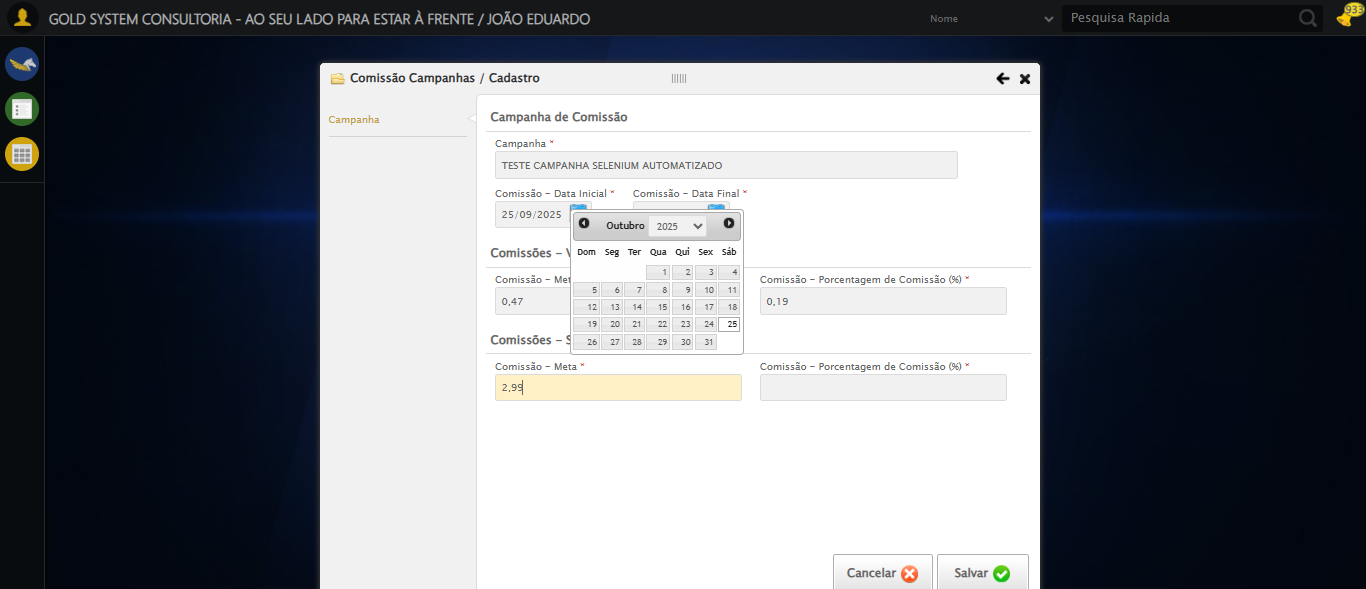 GOLD SYSTEM CONSULTORIA - AO SEU LADO PARA ESTAR À FRENTE / JOÃO EDUARDO
Nome
Pesquisa Rapida
933
Comissão Campanhas / Cadastro
Campanha
Campanha de Comissão
Campanha *
TESTE CAMPANHA SELENIUM AUTOMATIZADO
Comissão - Data Inicial *
Comissão - Data Final *
25/09/2025
Outubro 2025
Dom Seg Ter Qua Qui Sex Sáb
1 2 3 4
5 6 7 8 9 10 11
12 13 14 15 16 17 18
19 20 21 22 23 24 25
26 27 28 29 30 31
Comissões - V
Comissão - Met
Comissão - Porcentagem de Comissão (%) *
0,47
0,19
Comissões - S
Comissão - Meta *
Comissão - Porcentagem de Comissão (%) *
2,99
Cancelar
Salvar